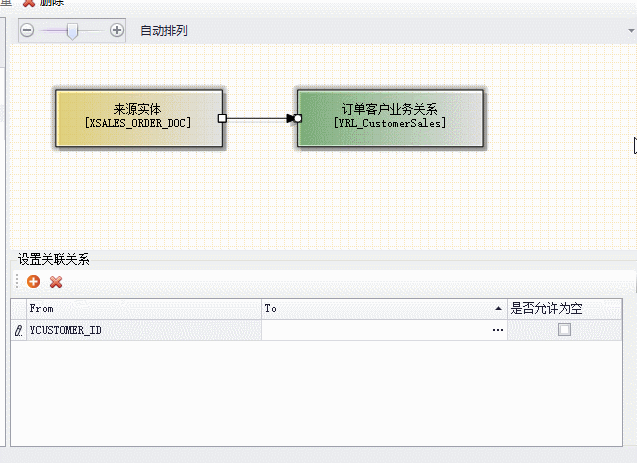 删除
自动排列
来源实体
[XSALES_ORDER_DOC]
订单客户业务关系
[YRL_CustomerSales]
设置关联关系
From To 是否允许为空
YCUSTOMER_ID ...